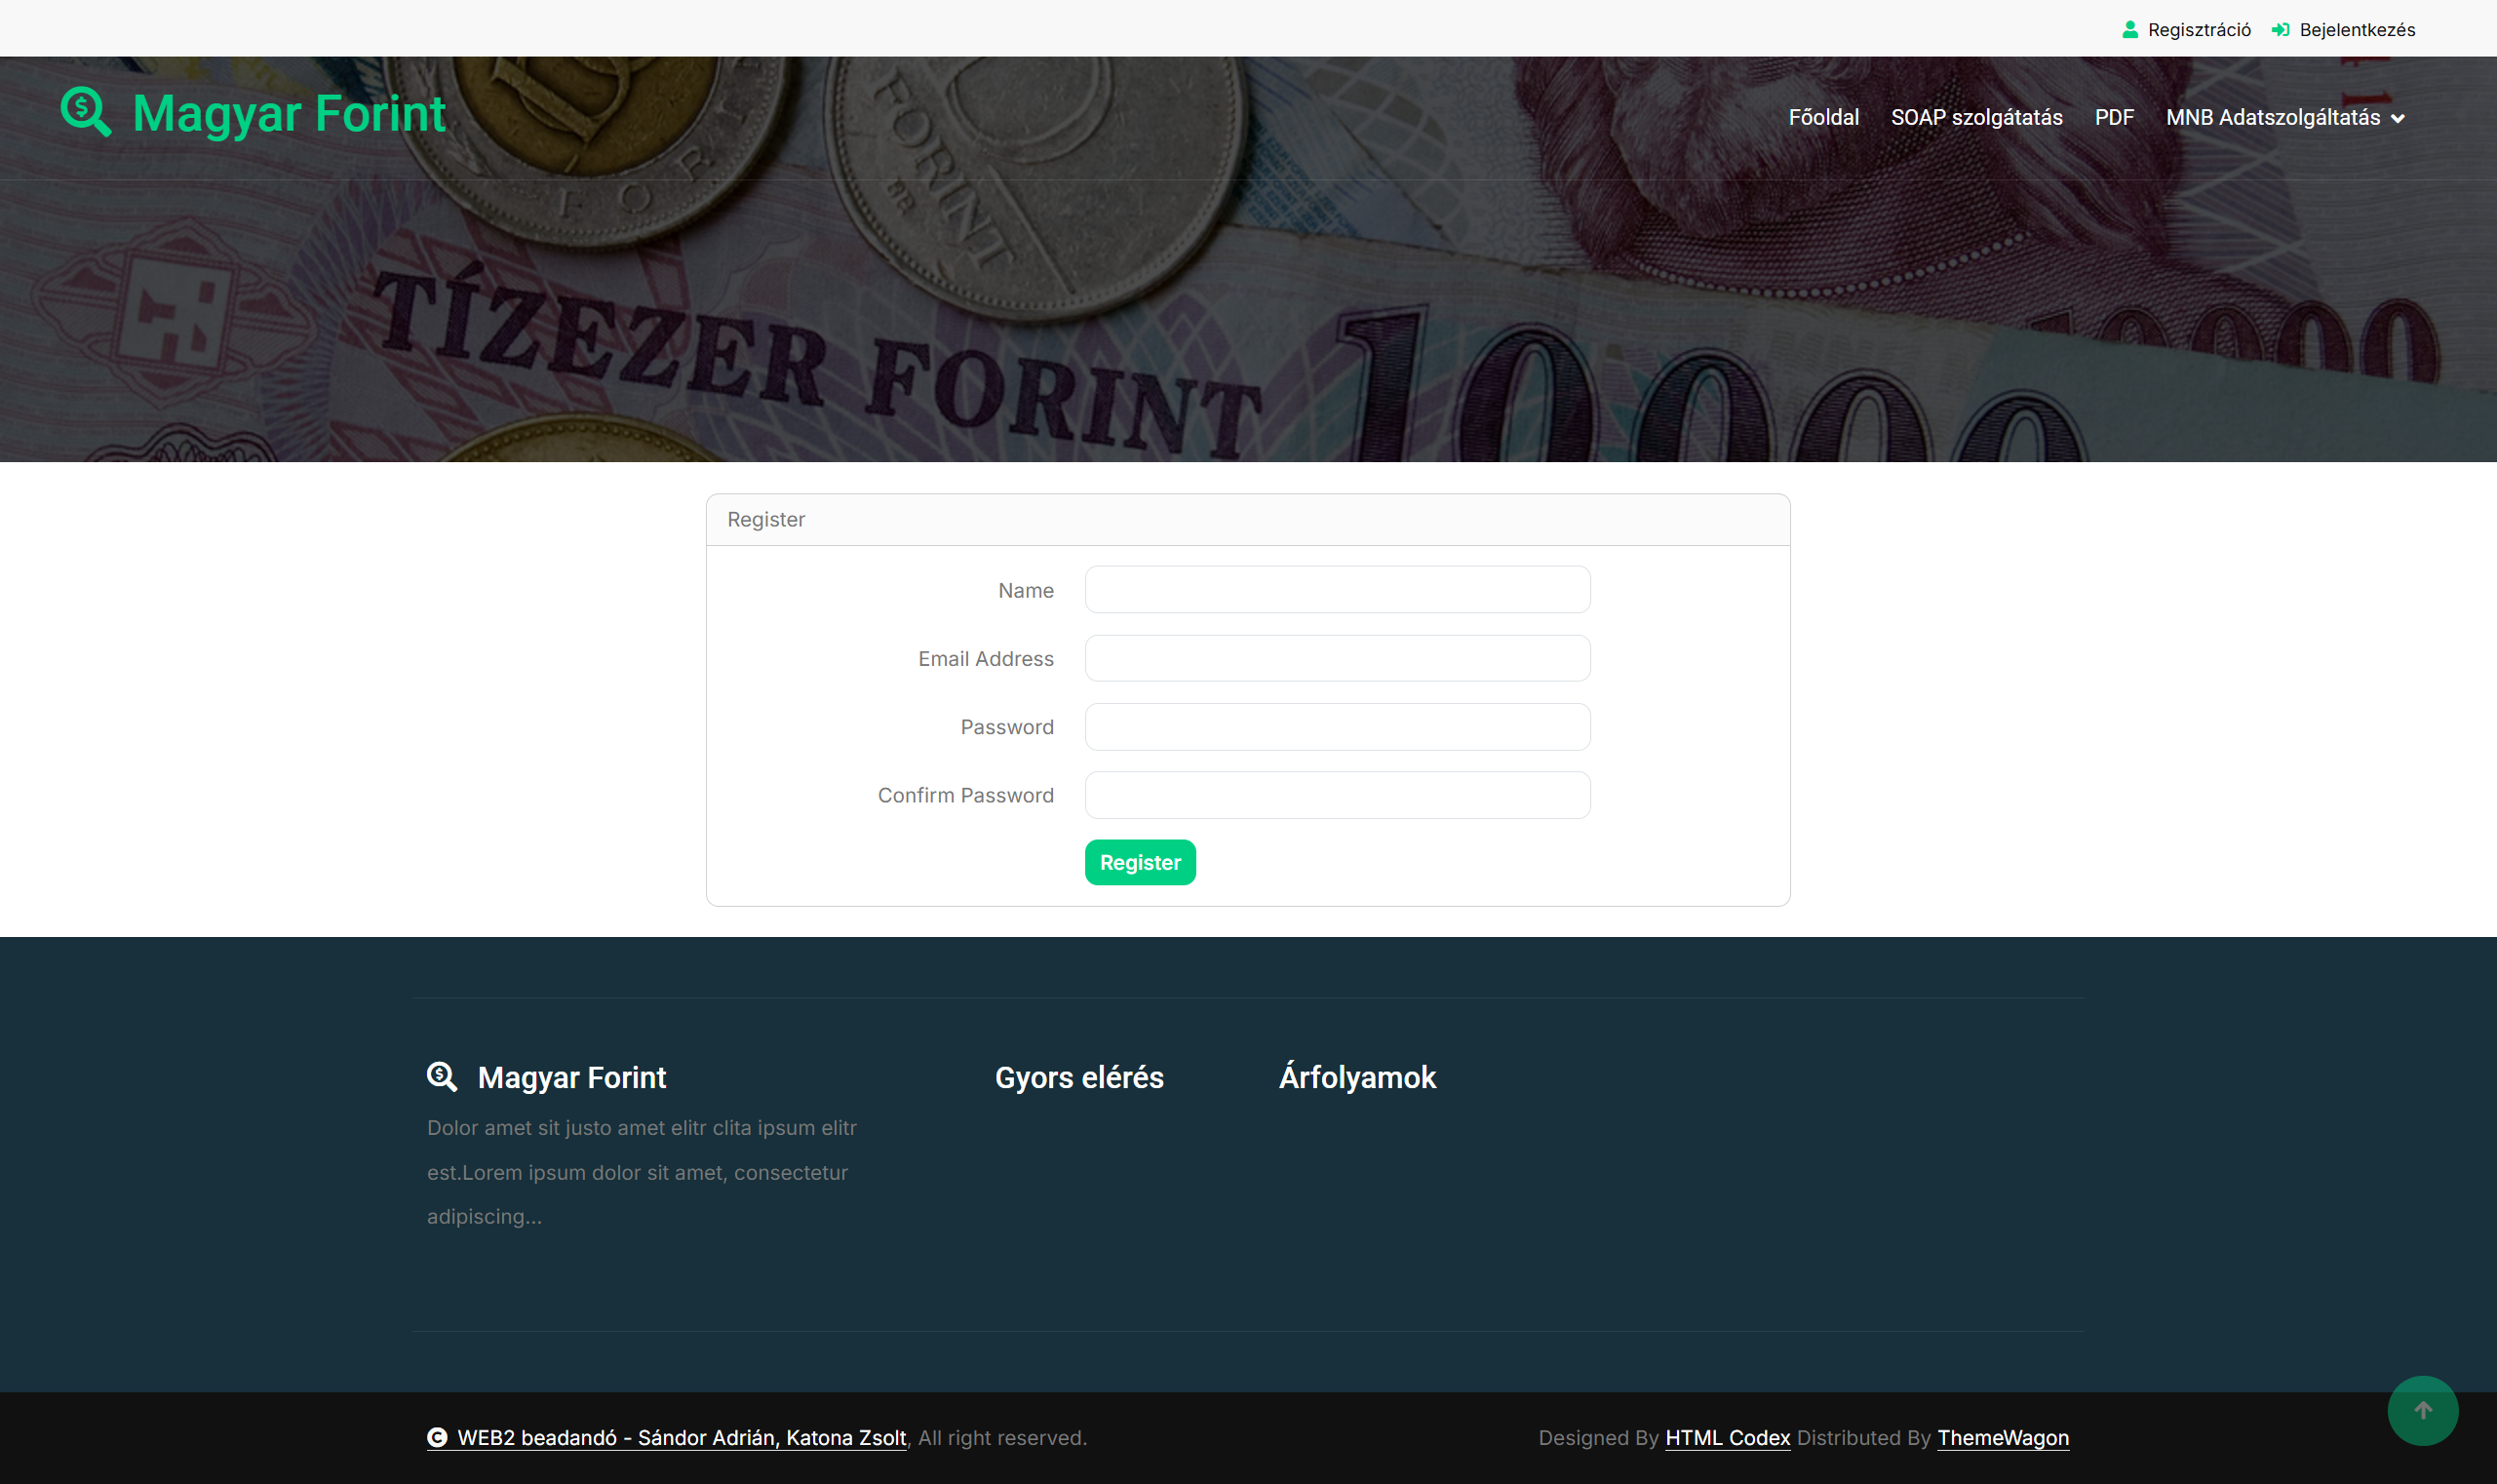 Regisztráció Bejelentkezés
Magyar Forint
Főoldal SOAP szolgátatás PDF MNB Adatszolgáltatás
FORINT
BP.
F O
TÍZEZER FORINT
10000
10000
Register
Name
Email Address
Password
Confirm Password
Register
Magyar Forint
Dolor amet sit justo amet elitr clita ipsum elitr
est.Lorem ipsum dolor sit amet, consectetur
adipiscing...
Gyors elérés
Árfolyamok
WEB2 beadandó - Sándor Adrián, Katona Zsolt, All right reserved.
Designed By HTML Codex Distributed By ThemeWagon